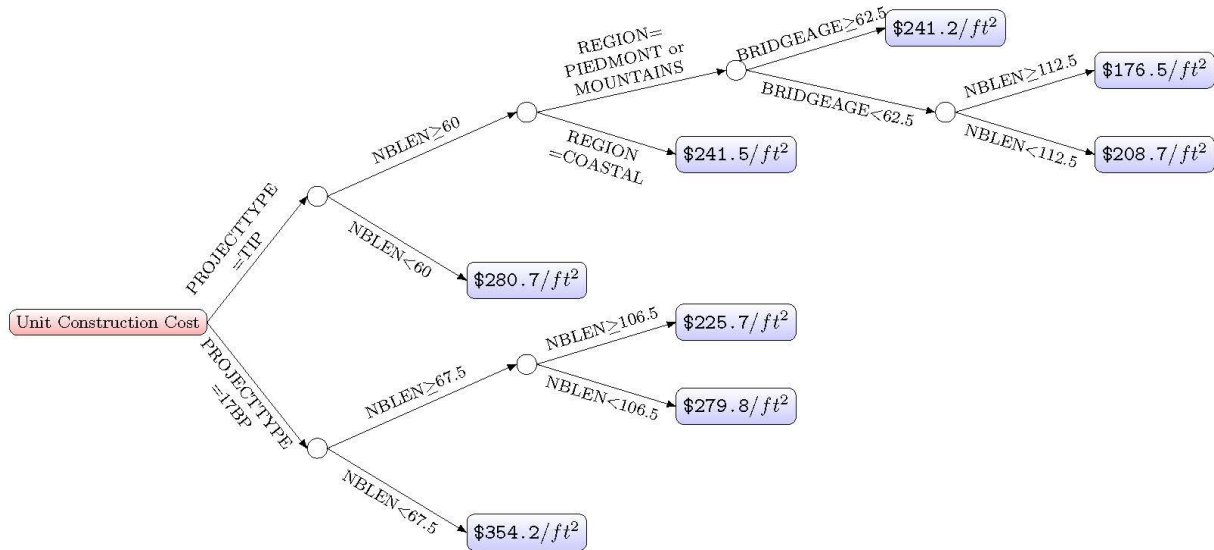 REGION=
PIEDMONT or
MOUNTAINS
BRIDGEAGE≥62.5
$241.2/ft²
BRIDGEAGE<62.5
NBLEN≥112.5
$176.5/ft²
NBLEN<112.5
$208.7/ft²
NBLEN≥60
REGION
=COASTAL
$241.5/ft²
PROJECTTYPE
=TIP
NBLEN<60
$280.7/ft²
Unit Construction Cost
PROJECTTYPE
=17BP
NBLEN≥67.5
NBLEN≥106.5
$225.7/ft²
NBLEN<106.5
$279.8/ft²
NBLEN<67.5
$354.2/ft²